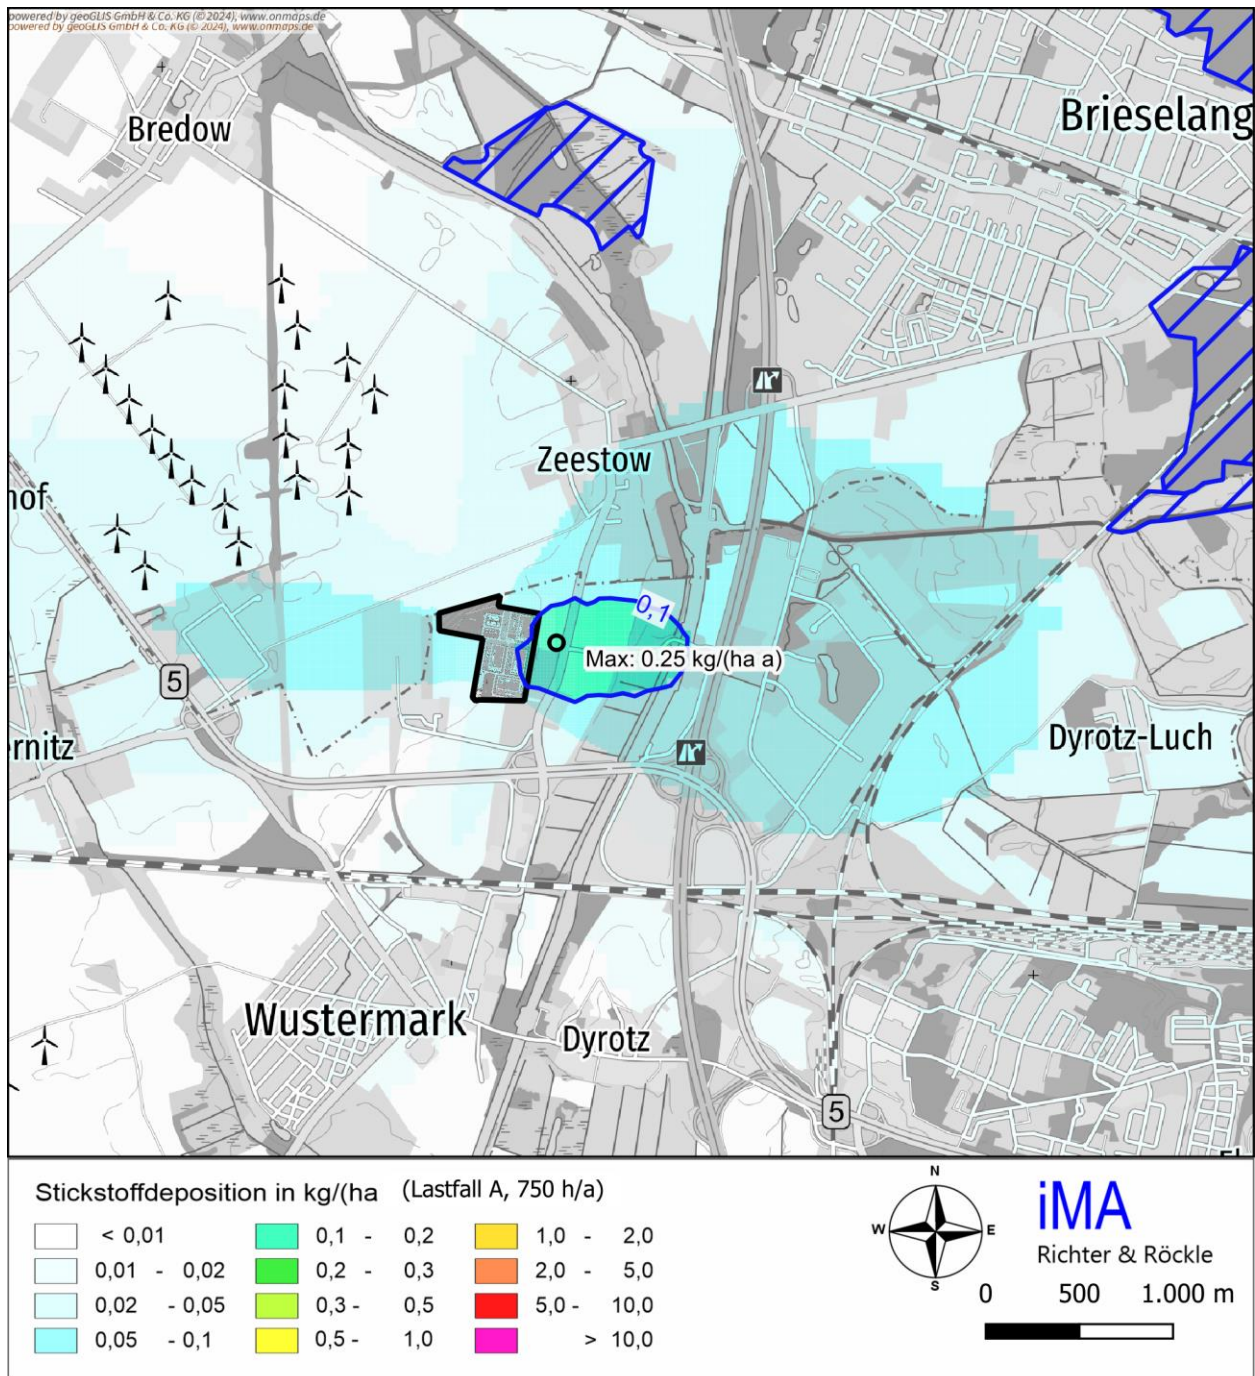 powered by geoGLIS GmbH & Co. KG (© 2024), www.onmaps.de
powered by geoGLIS GmbH & Co. KG (© 2024), www.onmaps.de
Bredow
Brieselang
Zeestow
hof
0,1
Max: 0.25 kg/(ha a)
5
ernitz
Dyrotz-Luch
Wustermark
Dyrotz
5
Stickstoffdeposition in kg/(ha (Lastfall A, 750 h/a)
< 0,01
0,01 - 0,02
0,02 - 0,05
0,05 - 0,1
0,1 - 0,2
0,2 - 0,3
0,3 - 0,5
0,5 - 1,0
1,0 - 2,0
2,0 - 5,0
5,0 - 10,0
> 10,0
N
W E
S
iMA
Richter & Röckle
0 500 1.000 m